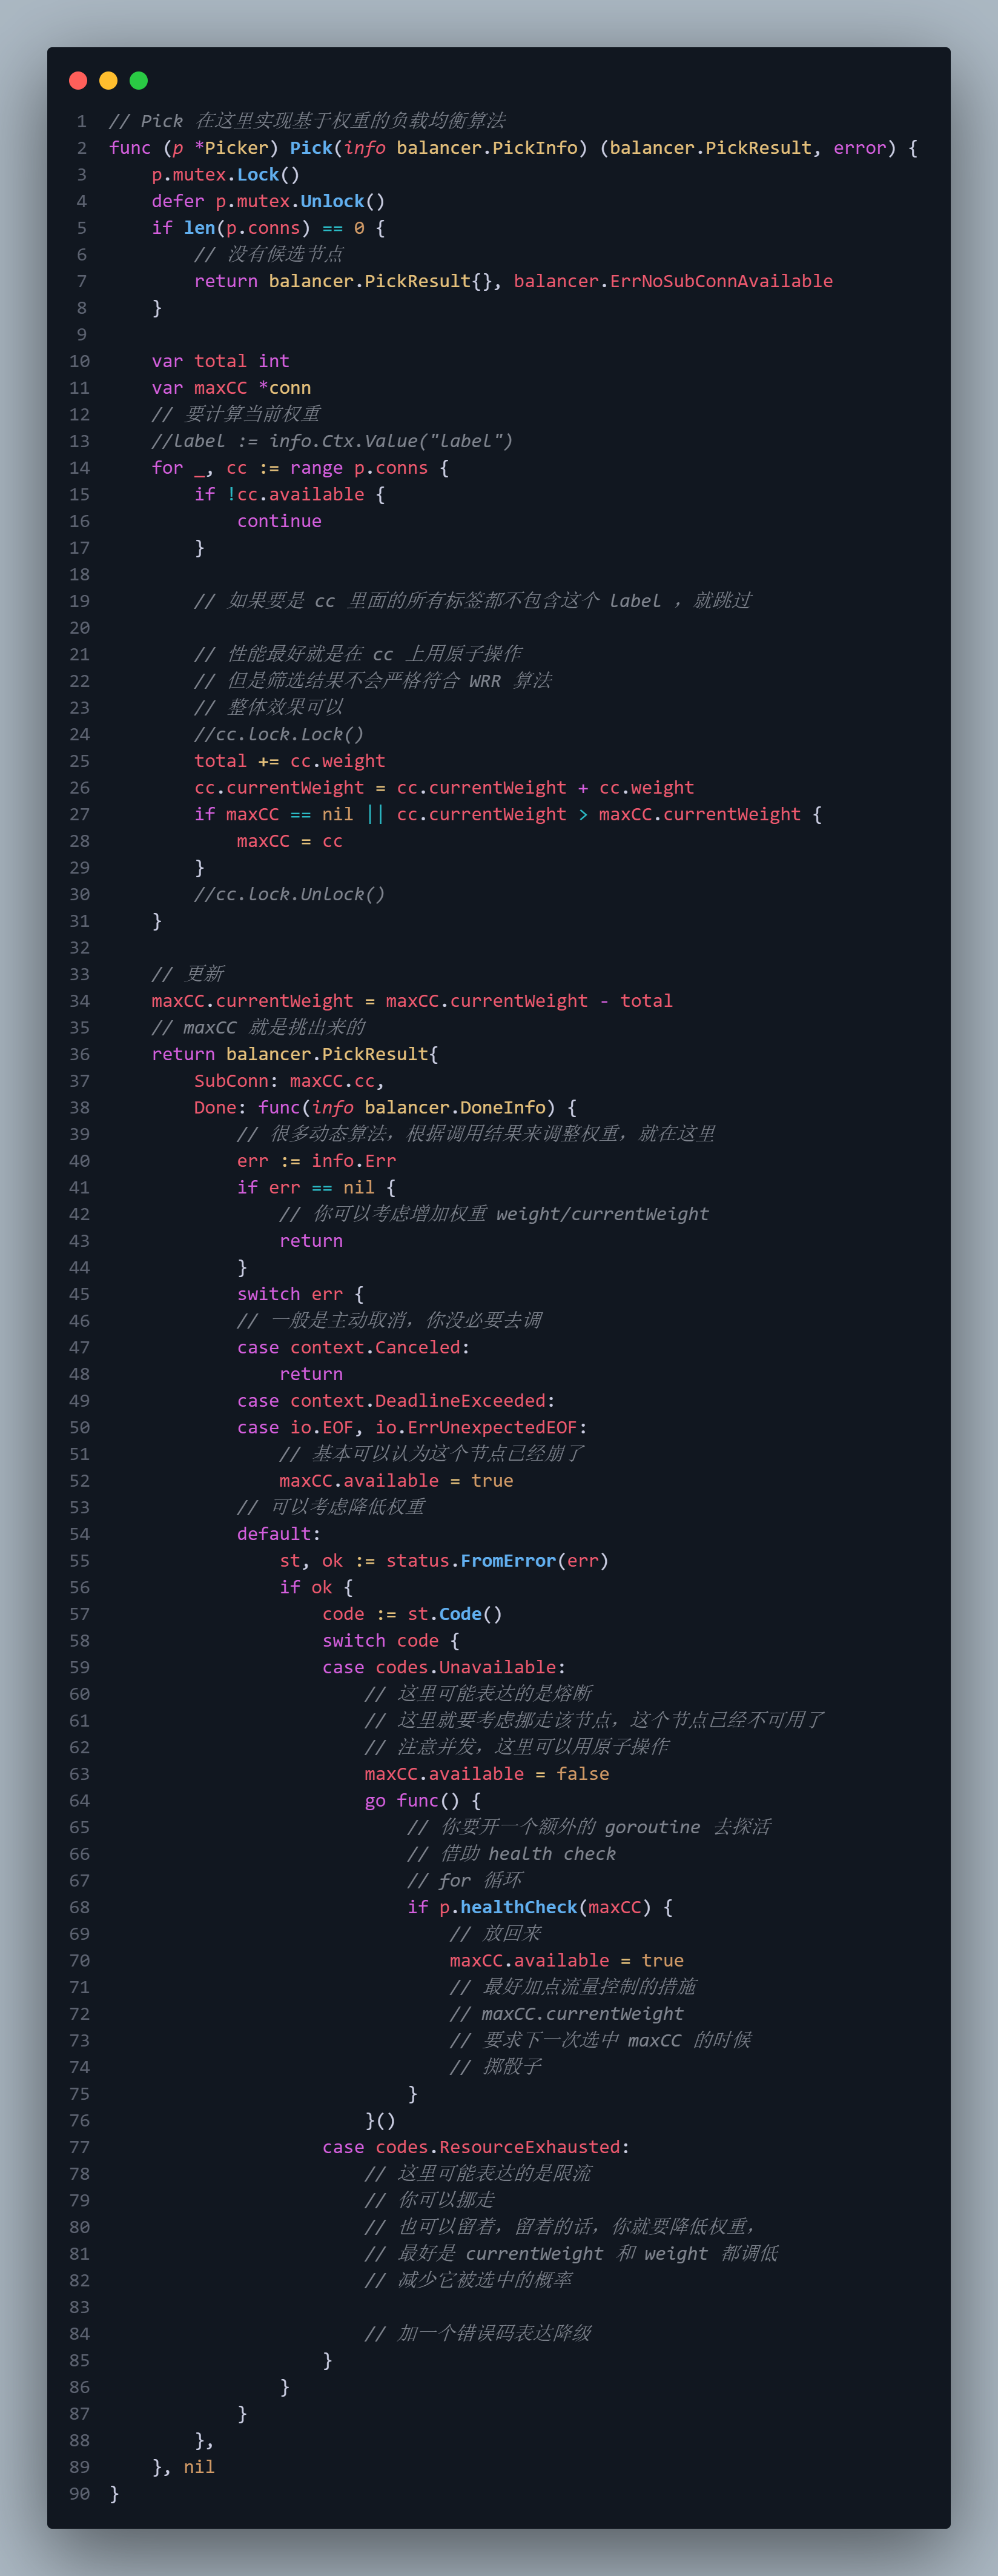 1 // Pick 在这里实现基于权重的负载均衡算法
2 func (p *Picker) Pick(info balancer.PickInfo) (balancer.PickResult, error) {
3     p.mutex.Lock()
4     defer p.mutex.Unlock()
5     if len(p.conns) == 0 {
6         // 没有候选节点
7         return balancer.PickResult{}, balancer.ErrNoSubConnAvailable
8     }
9
10     var total int
11     var maxCC *conn
12     // 要计算当前权重
13     //label := info.Ctx.Value("label")
14     for _, cc := range p.conns {
15         if !cc.available {
16             continue
17         }
18
19         // 如果要是 cc 里面的所有标签都不包含这个 label ，就跳过
20
21         // 性能最好就是在 cc 上用原子操作
22         // 但是筛选结果不会严格符合 WRR 算法
23         // 整体效果可以
24         //cc.lock.Lock()
25         total += cc.weight
26         cc.currentWeight = cc.currentWeight + cc.weight
27         if maxCC == nil || cc.currentWeight > maxCC.currentWeight {
28             maxCC = cc
29         }
30         //cc.lock.Unlock()
31     }
32
33     // 更新
34     maxCC.currentWeight = maxCC.currentWeight - total
35     // maxCC 就是挑出来的
36     return balancer.PickResult{
37         SubConn: maxCC.cc,
38         Done: func(info balancer.DoneInfo) {
39             // 很多动态算法，根据调用结果来调整权重，就在这里
40             err := info.Err
41             if err == nil {
42                 // 你可以考虑增加权重 weight/currentWeight
43                 return
44             }
45             switch err {
46             // 一般是主动取消，你没必要去调
47             case context.Canceled:
48                 return
49             case context.DeadlineExceeded:
50             case io.EOF, io.ErrUnexpectedEOF:
51                 // 基本可以认为这个节点已经崩了
52                 maxCC.available = true
53             // 可以考虑降低权重
54             default:
55                 st, ok := status.FromError(err)
56                 if ok {
57                     code := st.Code()
58                     switch code {
59                     case codes.Unavailable:
60                         // 这里可能表达的是熔断
61                         // 这里就要考虑挪走该节点，这个节点已经不可用了
62                         // 注意并发，这里可以用原子操作
63                         maxCC.available = false
64                         go func() {
65                             // 你要开一个额外的 goroutine 去探活
66                             // 借助 health check
67                             // for 循环
68                             if p.healthCheck(maxCC) {
69                                 // 放回来
70                                 maxCC.available = true
71                                 // 最好加点流量控制的措施
72                                 // maxCC.currentWeight
73                                 // 要求下一次选中 maxCC 的时候
74                                 // 掷骰子
75                             }
76                         }()
77                     case codes.ResourceExhausted:
78                         // 这里可能表达的是限流
79                         // 你可以挪走
80                         // 也可以留着，留着的话，你就要降低权重，
81                         // 最好是 currentWeight 和 weight 都调低
82                         // 减少它被选中的概率
83
84                         // 加一个错误码表达降级
85                     }
86                 }
87             }
88         },
89     }, nil
90 }